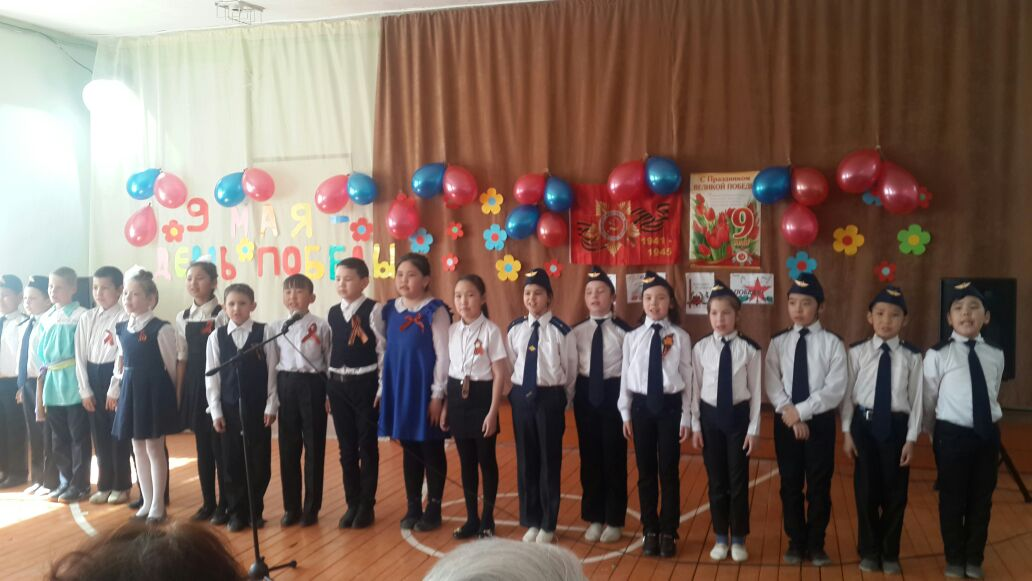 9 МАЯ -
ДЕНЬ ПОБЕДЫ
1941 -
1945
С Праздником
ВЕЛИКОЙ ПОБЕДЫ
9